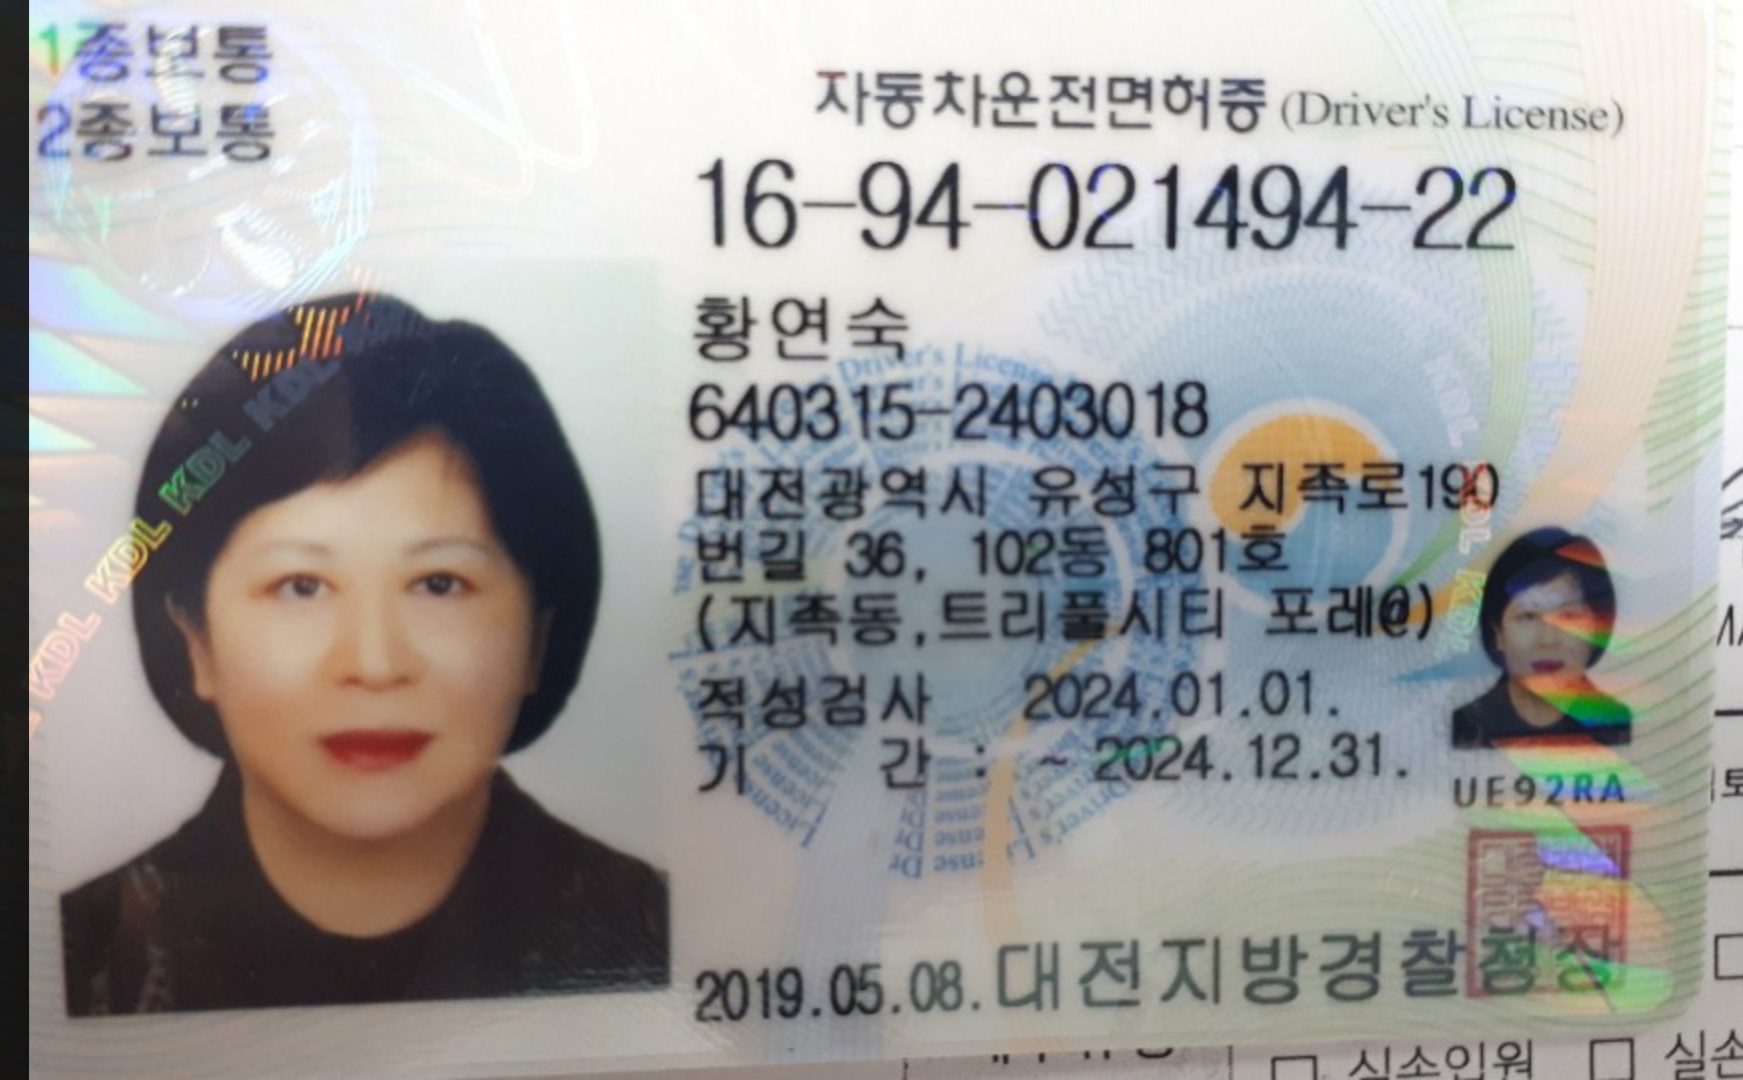 1종보통
2종보통
자동차운전면허증 (Driver's License)
16-94-021494-22
황연숙
640315-2403018
대전광역시 유성구 지족로190
번길 36, 102동 801호
(지족동,트리풀시티 포레@)
적성검사 2024.01.01.
기 간 : ~ 2024.12.31.
UE92RA
2019.05.08. 대전지방경찰청장
KDL KDL KDL KDL KDL
□ 실손인원 □